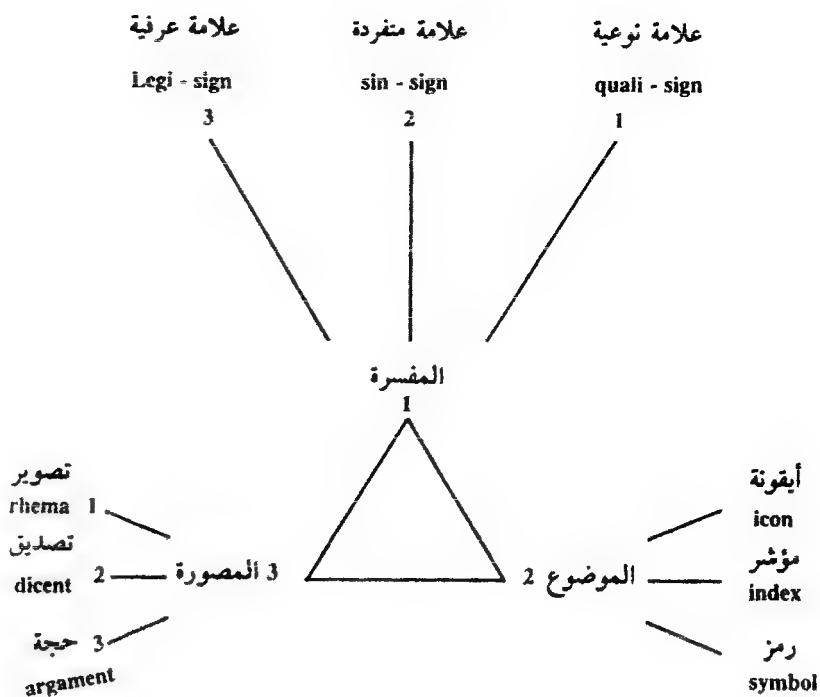 علامة نوعية
علامة متفردة
علامة عرفية
quali - sign
sin - sign
Legi - sign
1
2
3
المفسرة
1
تصوير
rhema 1
تصديق
dicent 2
حجة 3
argament
المصورة 3
الموضوع 2
أيقونة
icon
مؤشر
index
رمز
symbol